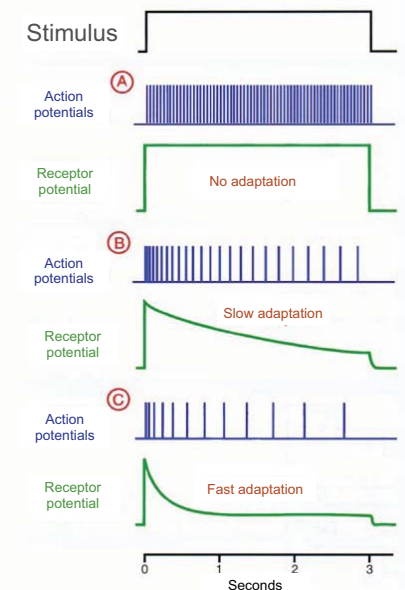 Stimulus
A
Action
potentials
Receptor
potential
No adaptation
B
Action
potentials
Slow adaptation
Receptor
potential
C
Action
potentials
Receptor
potential
Fast adaptation
0 1 2 3
Seconds